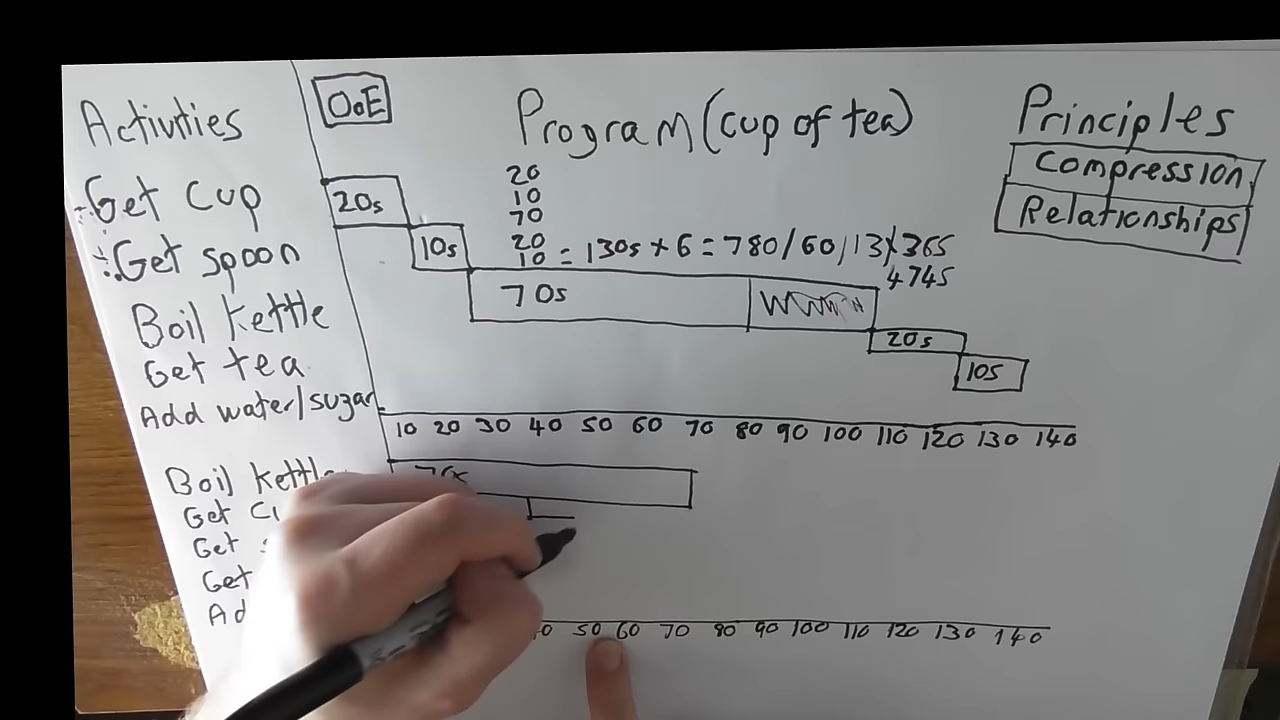 Activities
OoE
Program (cup of tea)
Principles
Compression
Relationships
Get cup
Get spoon
Boil kettle
Get tea
Add water/sugar
20s
10s
70s
20s
10s
20
10
70
20
10 = 130s × 6 = 780/60/13 × 365
4745
10 20 30 40 50 60 70 80 90 100 110 120 130 140
Boil kettle
Get
Get
Get
70s
50 60 70 80 90 100 110 120 130 140